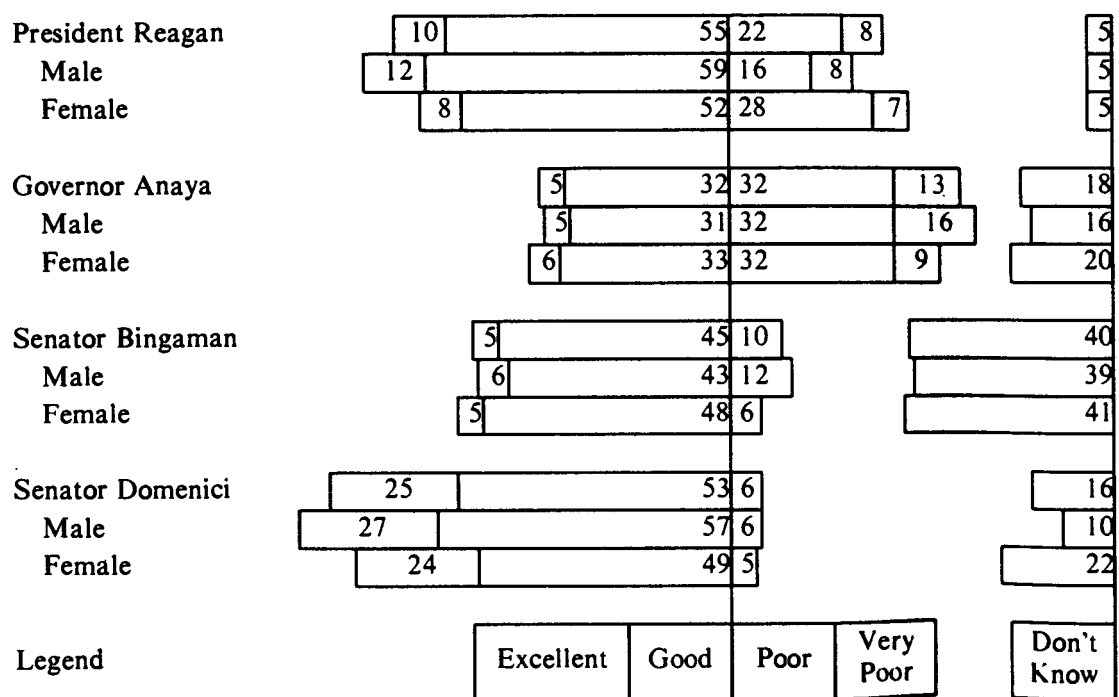 President Reagan 10 55 22 8 5
Male 12 59 16 8 5
Female 8 52 28 7 5
Governor Anaya 5 32 32 13 18
Male 5 31 32 16 16
Female 6 33 32 9 20
Senator Bingaman 5 45 10 40
Male 6 43 12 39
Female 5 48 6 41
Senator Domenici 25 53 6 16
Male 27 57 6 10
Female 24 49 5 22
Legend Excellent Good Poor Very Poor Don't Know